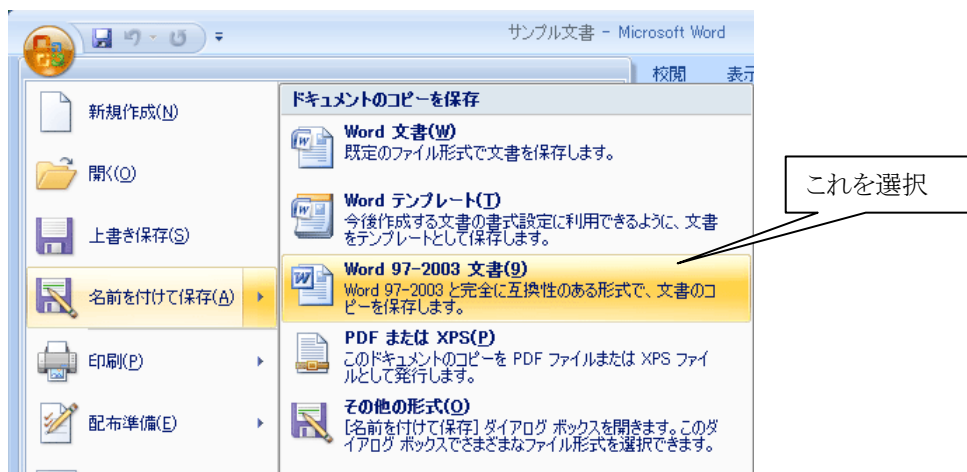 サンプル文書 - Microsoft Word
校閲 表示
新規作成(N)
開く(O)
上書き保存(S)
名前を付けて保存(A)
印刷(P)
配布準備(E)
ドキュメントのコピーを保存
Word 文書(W)
既定のファイル形式で文書を保存します。
Word テンプレート(T)
今後作成する文書の書式設定に利用できるように、文書
をテンプレートとして保存します。
Word 97-2003 文書(9)
Word 97-2003 と完全に互換性のある形式で、文書のコ
ピーを保存します。
PDF または XPS(P)
このドキュメントのコピーを PDF ファイルまたは XPS ファイ
ルとして発行します。
その他の形式(O)
[名前を付けて保存] ダイアログ ボックスを開きます。このダ
イアログ ボックスでさまざまなファイル形式を選択できます。
これを選択